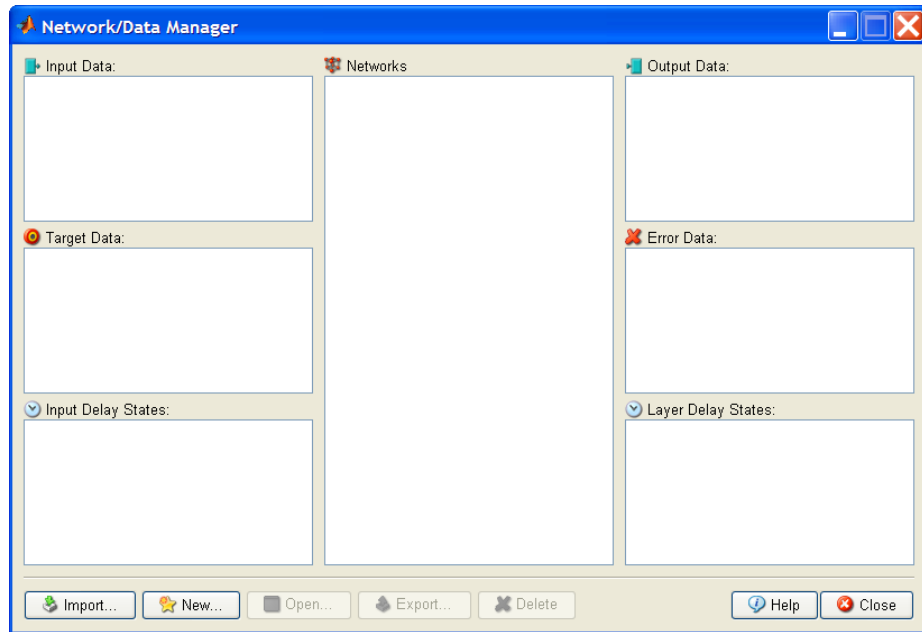 Network/Data Manager
Input Data:
Networks
Output Data:
Target Data:
Error Data:
Input Delay States:
Layer Delay States:
Import...
New...
Open...
Export...
Delete
Help
Close